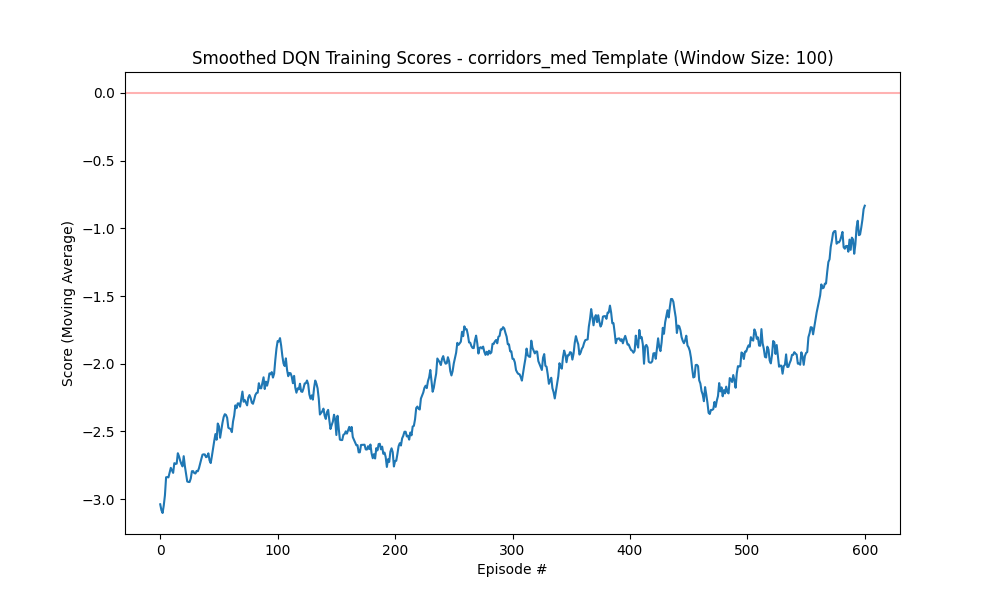 Smoothed DQN Training Scores - corridors_med Template (Window Size: 100)
0.0
−0.5
−1.0
−1.5
−2.0
−2.5
−3.0
Score (Moving Average)
0 100 200 300 400 500 600
Episode #